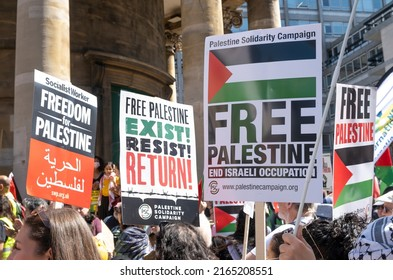 Socialist Worker
FREEDOM
for
PALESTINE
الحرية
لفلسطين
FREE PALESTINE
EXIST!
RESIST!
RETURN!
PALESTINE
SOLIDARITY
CAMPAIGN
Palestine Solidarity Campaign
FREE
PALESTINE
END ISRAELI OCCUPATION
www.palestinecampaign.org
FREE
PALESTINE
shutterstock
IMAGE ID: 2165208551
www.shutterstock.com